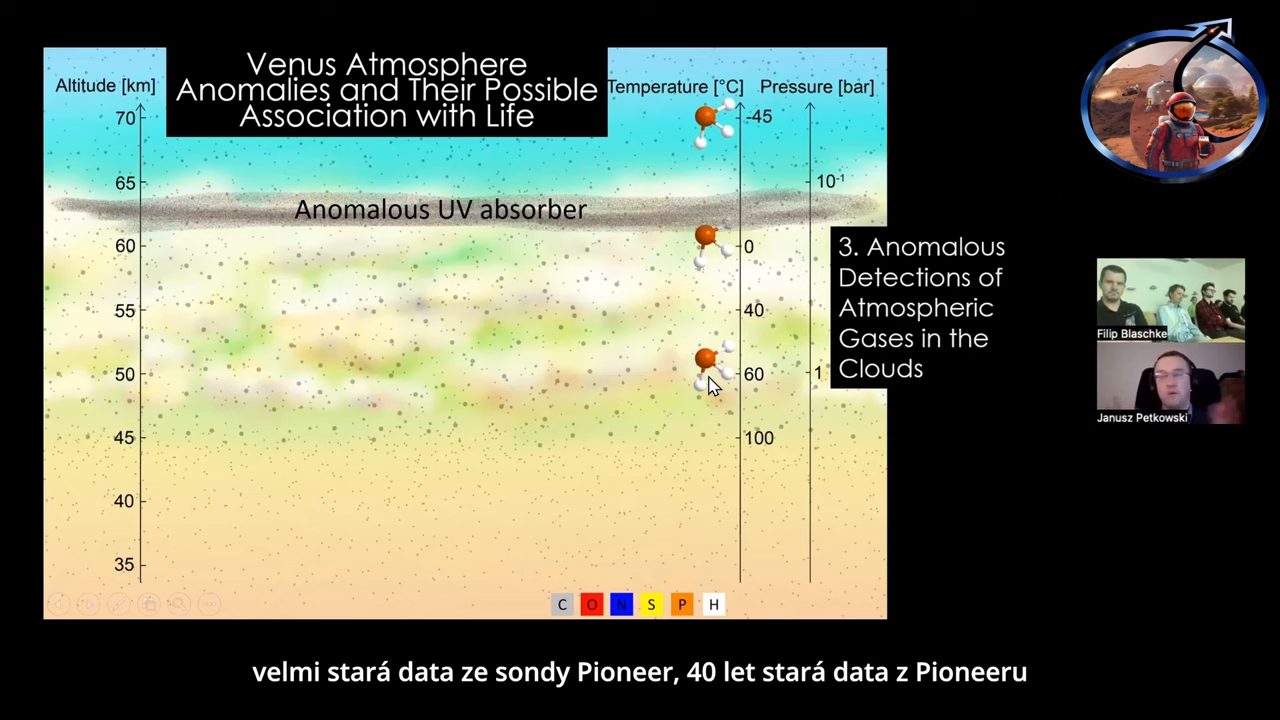 Venus Atmosphere
Anomalies and Their Possible
Association with Life
Altitude [km]
Temperature [°C]
Pressure [bar]
70
65
60
55
50
45
40
35
-45
0
40
60
100
10⁻¹
1
Anomalous UV absorber
3. Anomalous
Detections of
Atmospheric
Gases in the
Clouds
C O N S P H
Filip Blaschke
Janusz Petkowski
velmi stará data ze sondy Pioneer, 40 let stará data z Pioneeru